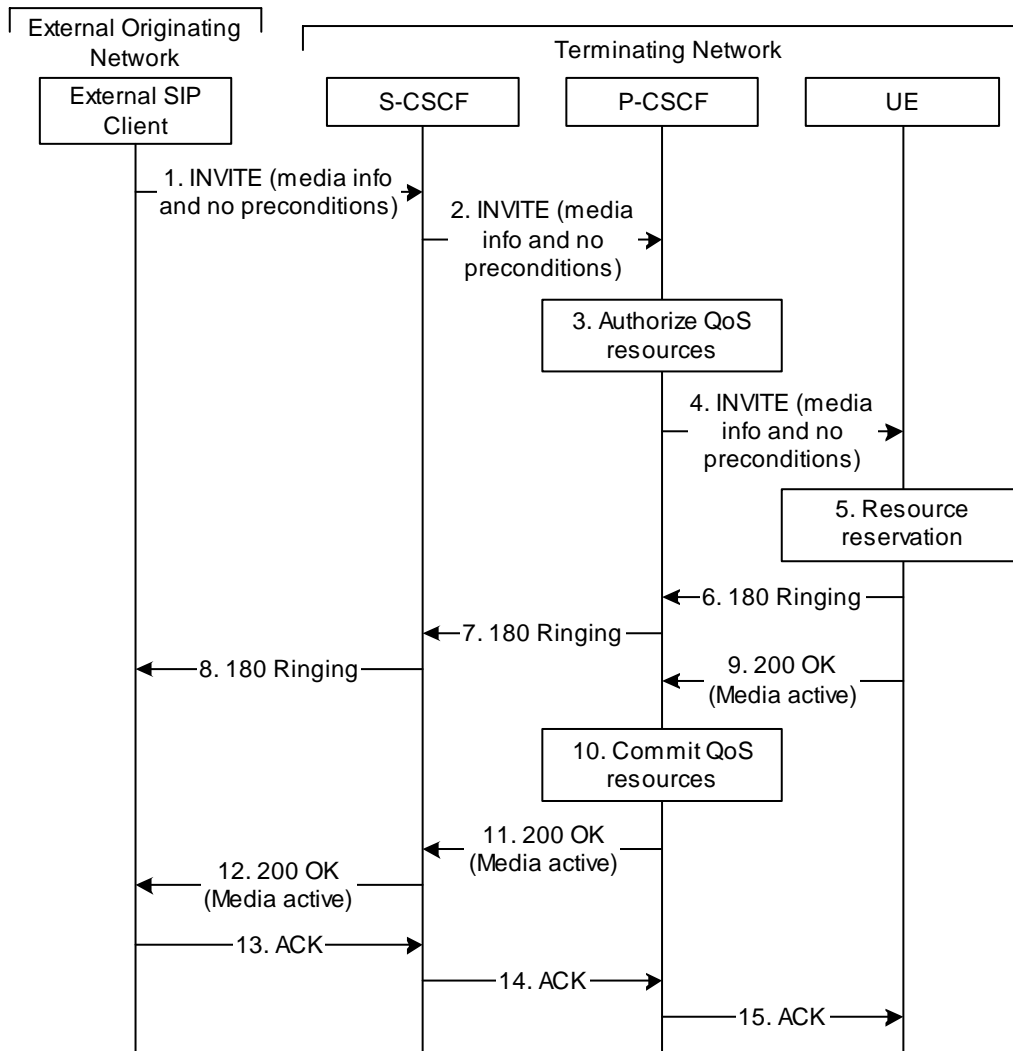 External Originating
Network
Terminating Network
External SIP
Client
S-CSCF
P-CSCF
UE
1. INVITE (media info
and no preconditions)
2. INVITE (media
info and no
preconditions)
3. Authorize QoS
resources
4. INVITE (media
info and no
preconditions)
5. Resource
reservation
6. 180 Ringing
7. 180 Ringing
8. 180 Ringing
9. 200 OK
(Media active)
10. Commit QoS
resources
11. 200 OK
(Media active)
12. 200 OK
(Media active)
13. ACK
14. ACK
15. ACK